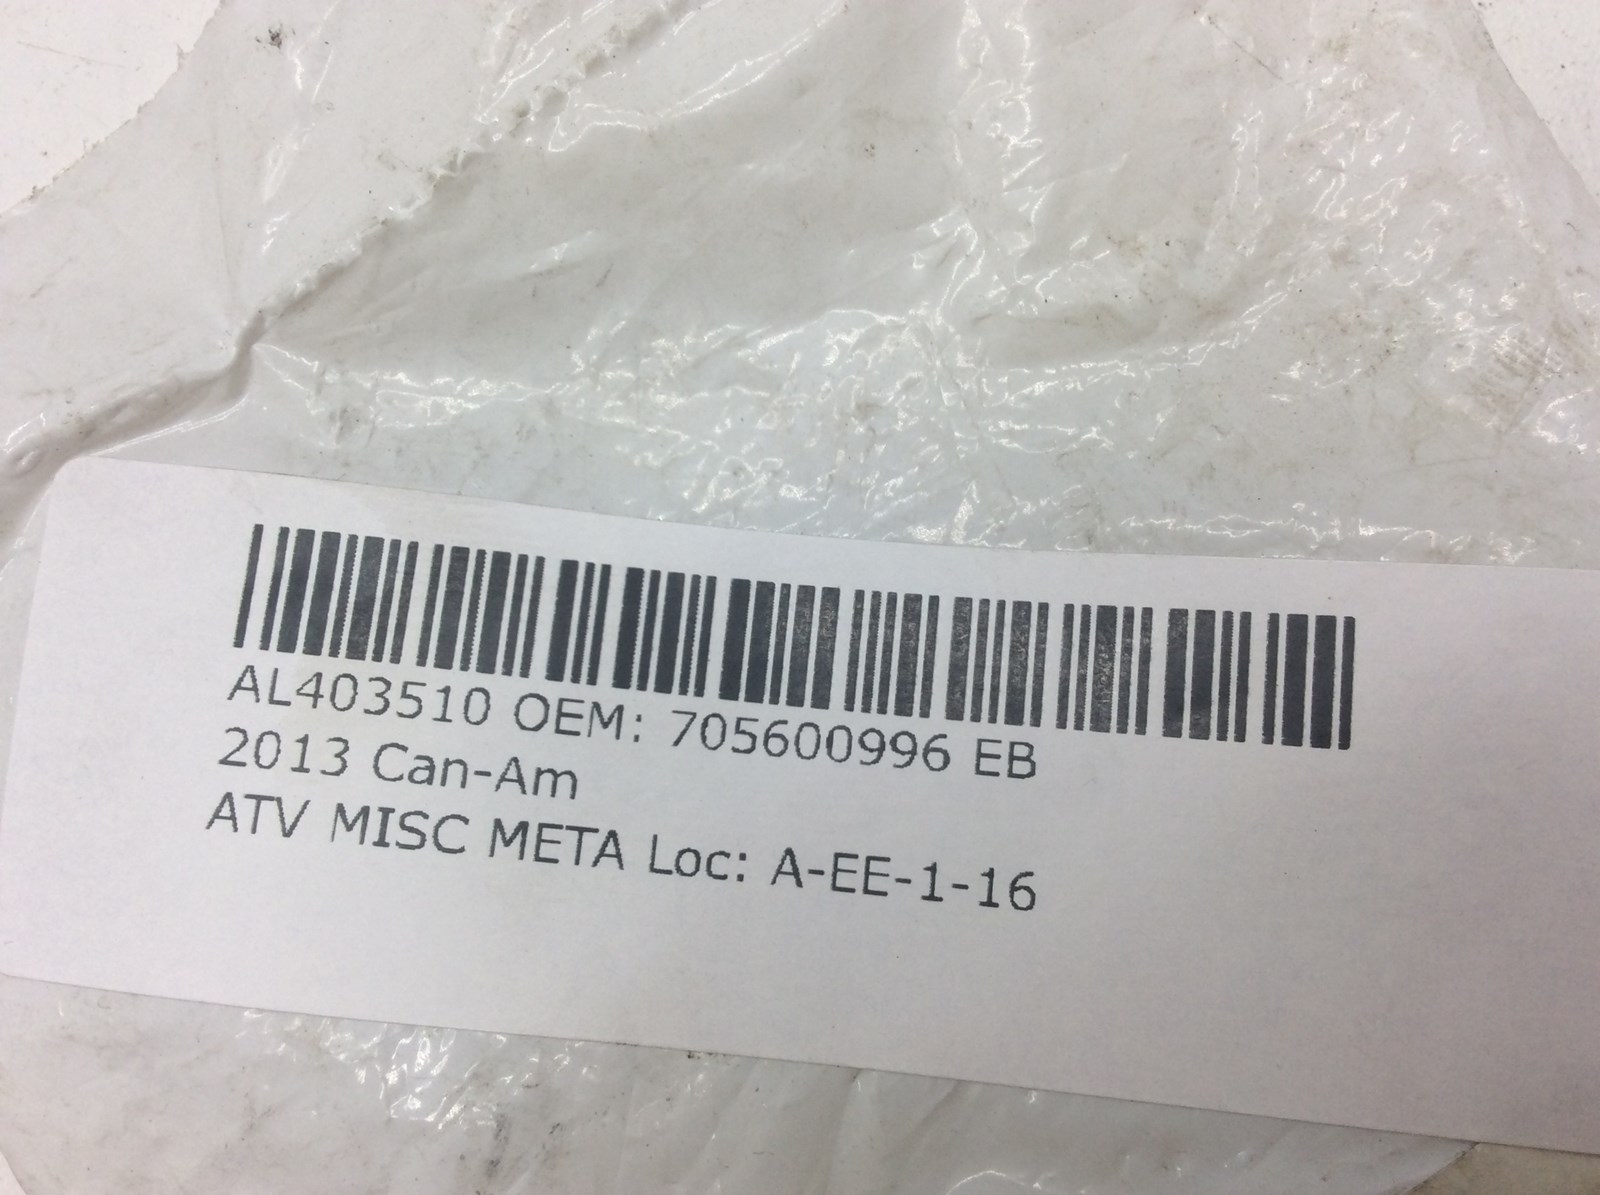 AL403510 OEM: 705600996 EB
2013 Can-Am
ATV MISC META Loc: A-EE-1-16